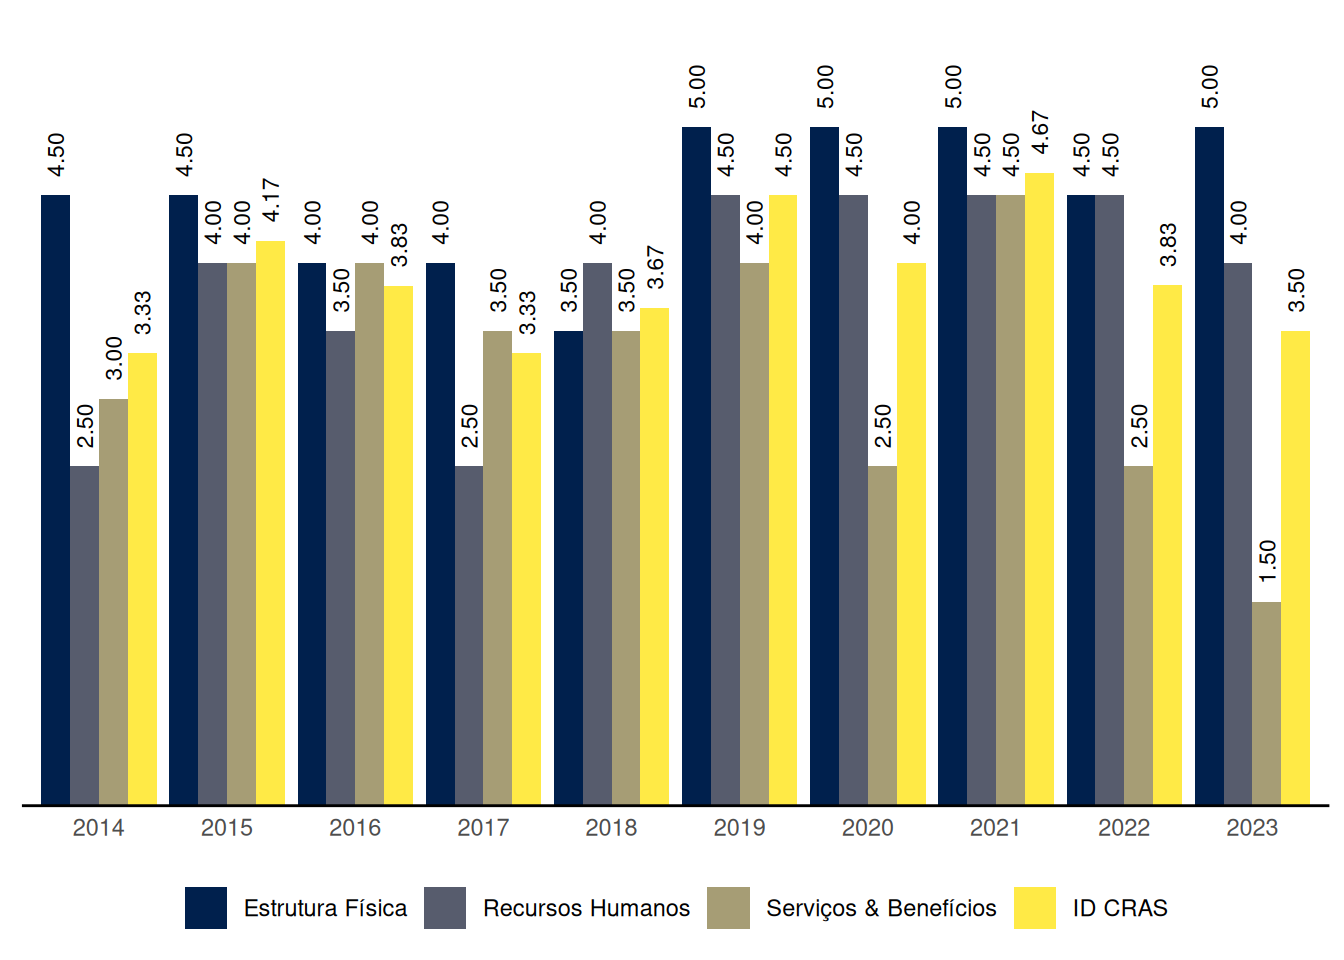 4.50 2.50 3.00 3.33 4.50 4.00 4.00 4.17 4.00 3.50 4.00 3.83 4.00 2.50 3.50 3.33 3.50 4.00 3.50 3.67 5.00 4.50 4.00 4.50 5.00 4.50 2.50 4.00 5.00 4.50 4.50 4.67 4.50 4.50 2.50 3.83 5.00 4.00 1.50 3.50
2014 2015 2016 2017 2018 2019 2020 2021 2022 2023
Estrutura Física Recursos Humanos Serviços & Benefícios ID CRAS